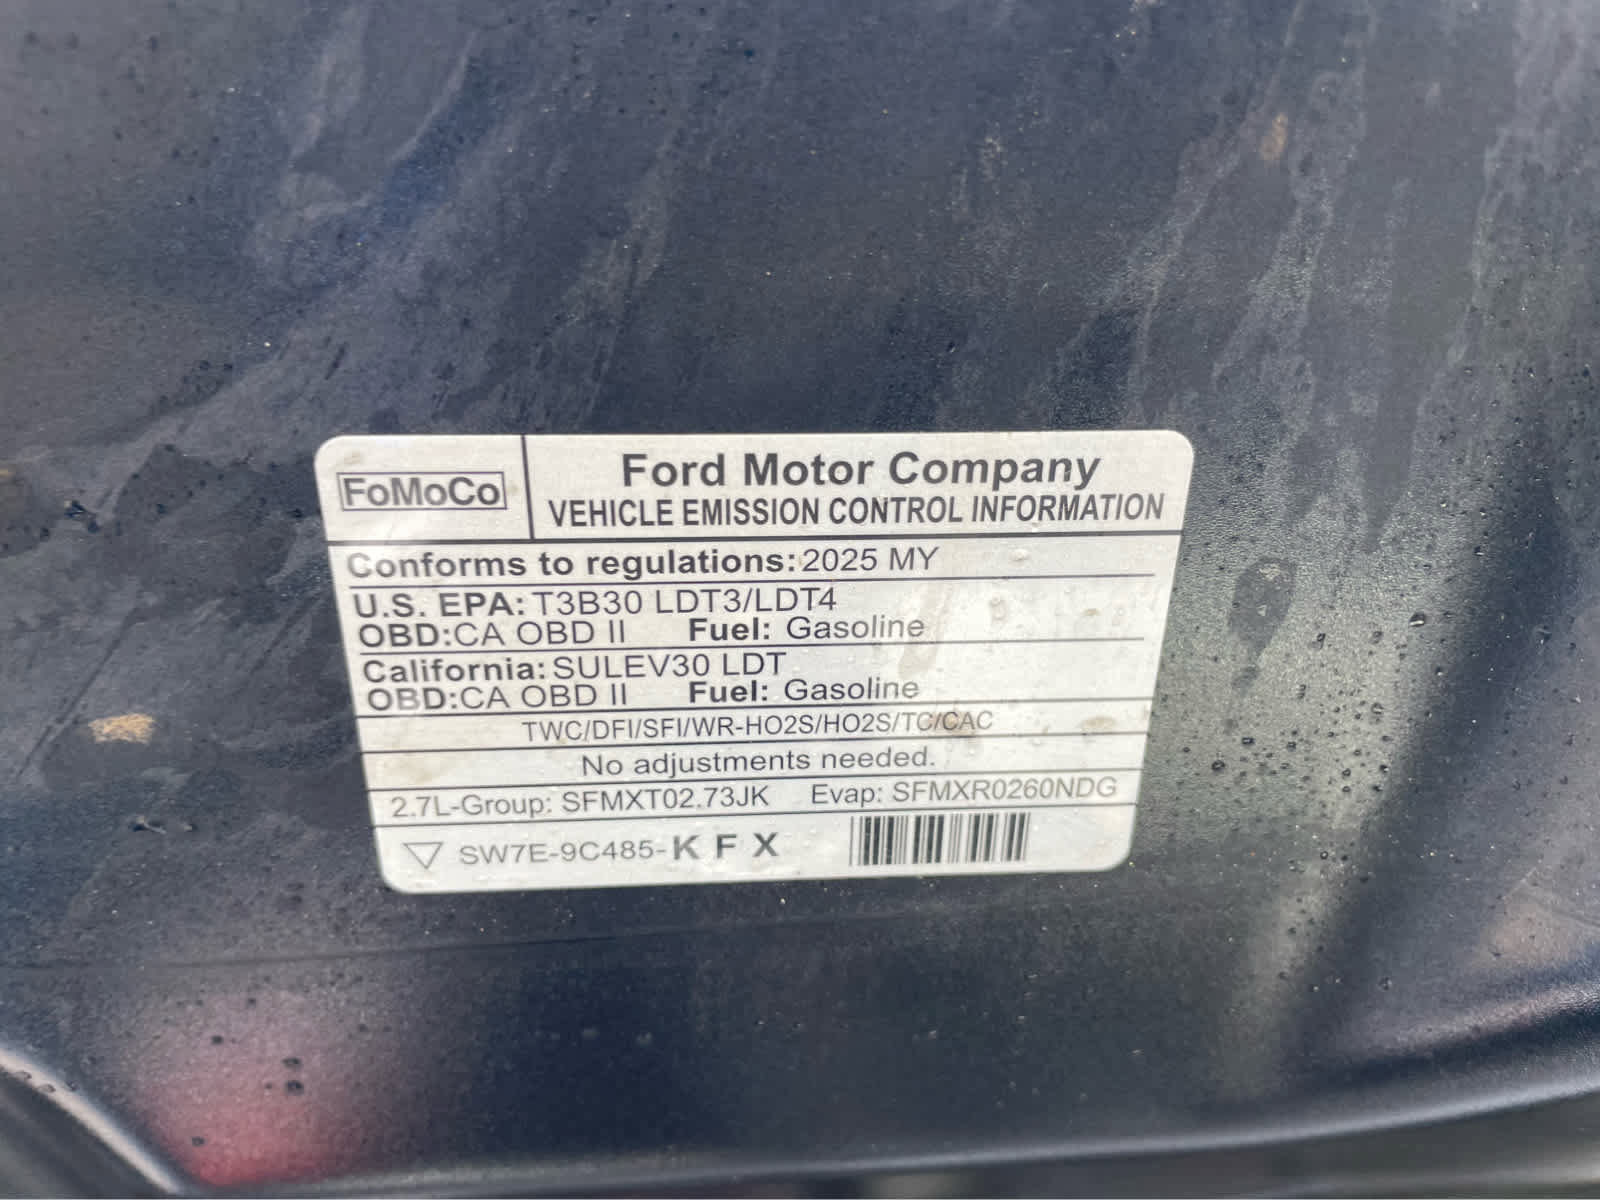 FoMoCo
Ford Motor Company
VEHICLE EMISSION CONTROL INFORMATION
Conforms to regulations: 2025 MY
U.S. EPA: T3B30 LDT3/LDT4
OBD: CA OBD II Fuel: Gasoline
California: SULEV30 LDT
OBD: CA OBD II Fuel: Gasoline
TWC/DFI/SFI/WR-HO2S/HO2S/TC/CAC
No adjustments needed.
2.7L-Group: SFMXT02.73JK Evap: SFMXR0260NDG
SW7E-9C485-K F X